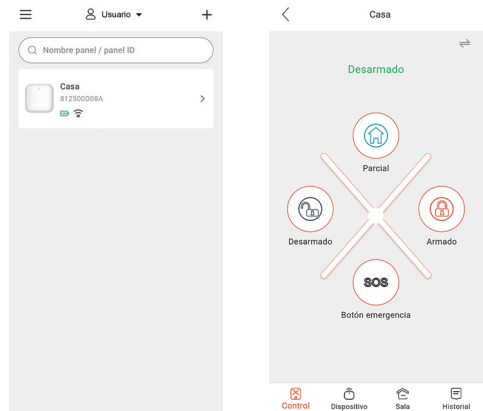 Usuario
Nombre panel / panel ID
Casa
812500D08A
Casa
Desarmado
Parcial
Desarmado
Armado
SOS
Botón emergencia
Control
Dispositivo
Sala
Historial